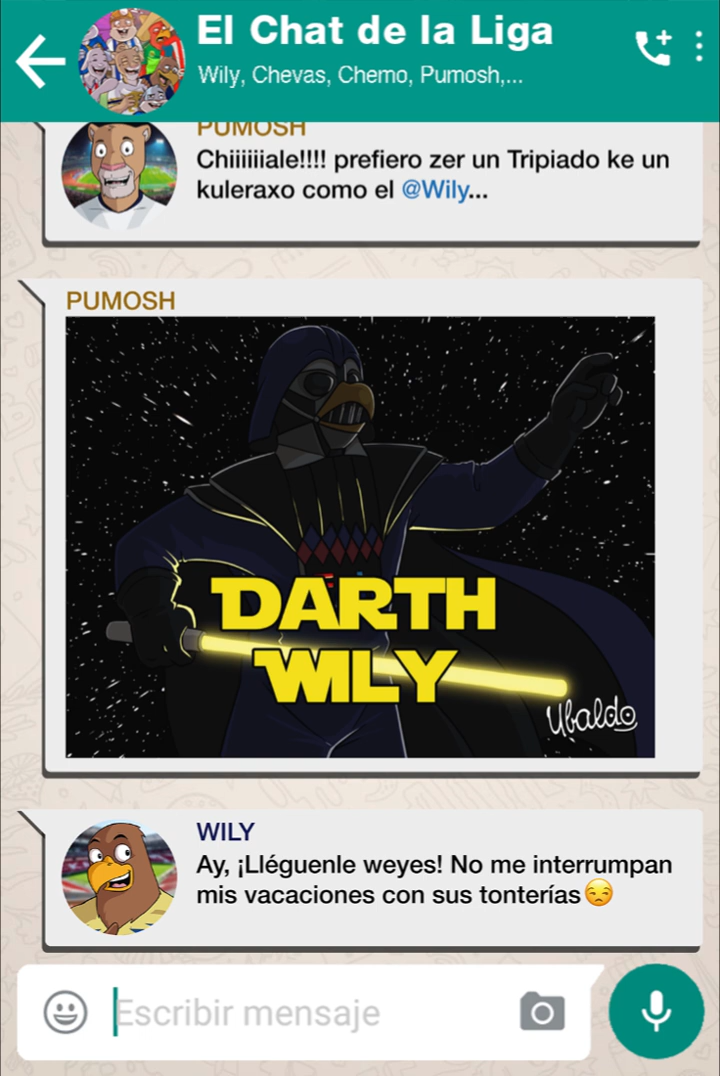 El Chat de la Liga
Wily, Chevas, Chemo, Pumosh,...
PUMOSH
Chiiiiiiale!!!! prefiero zer un Tripiado ke un
kuleraxo como el @Wily...
PUMOSH
DARTH
WILY
Ubaldo
WILY
Ay, ¡Lléguenle weyes! No me interrumpan
mis vacaciones con sus tonterías😒
Escribir mensaje